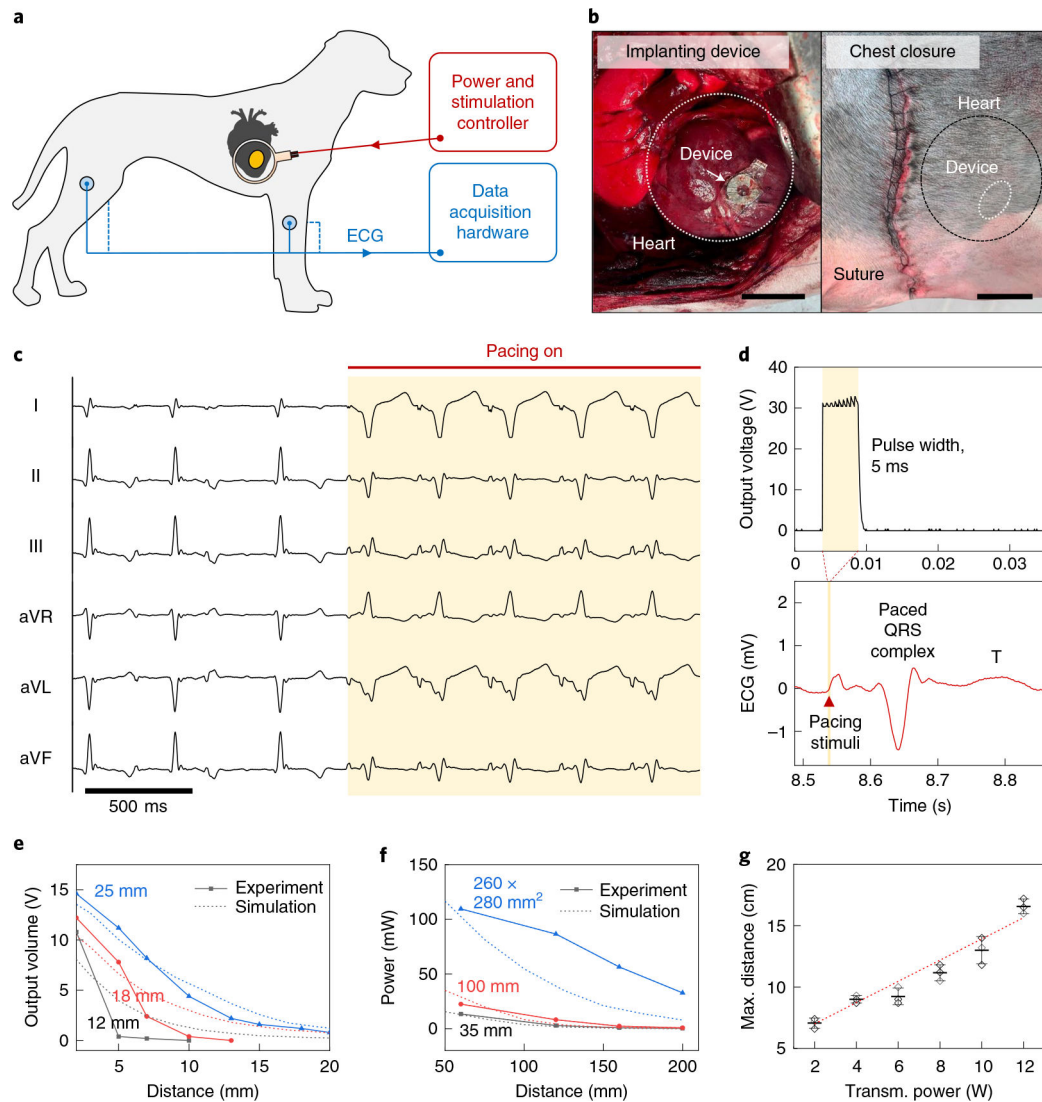 a
Power and
stimulation
controller
Data
acquisition
hardware
ECG
b
Implanting device
Chest closure
Device
Heart
Heart
Device
Suture
c
Pacing on
I
II
III
aVR
aVL
aVF
500 ms
d
Output voltage (V)
40
30
20
10
0
Pulse width,
5 ms
0
0.01
0.02
0.03
ECG (mV)
2
1
0
−1
Paced
QRS
complex
T
Pacing
stimuli
8.5
8.6
8.7
8.8
Time (s)
e
Output volume (V)
15
10
5
0
25 mm
18 mm
12 mm
Experiment
Simulation
5
10
15
20
Distance (mm)
f
Power (mW)
150
100
50
0
260 ×
280 mm²
100 mm
35 mm
Experiment
Simulation
50
100
150
200
Distance (mm)
g
Max. distance (cm)
20
15
10
5
2
4
6
8
10
12
Transm. power (W)